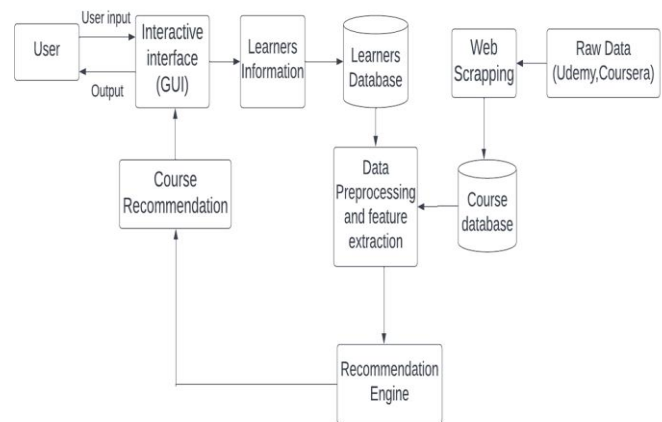 User
User input
Output
Interactive
interface
(GUI)
Learners
Information
Learners
Database
Web
Scrapping
Raw Data
(Udemy,Coursera)
Course
Recommendation
Data
Preprocessing
and feature
extraction
Course
database
Recommendation
Engine